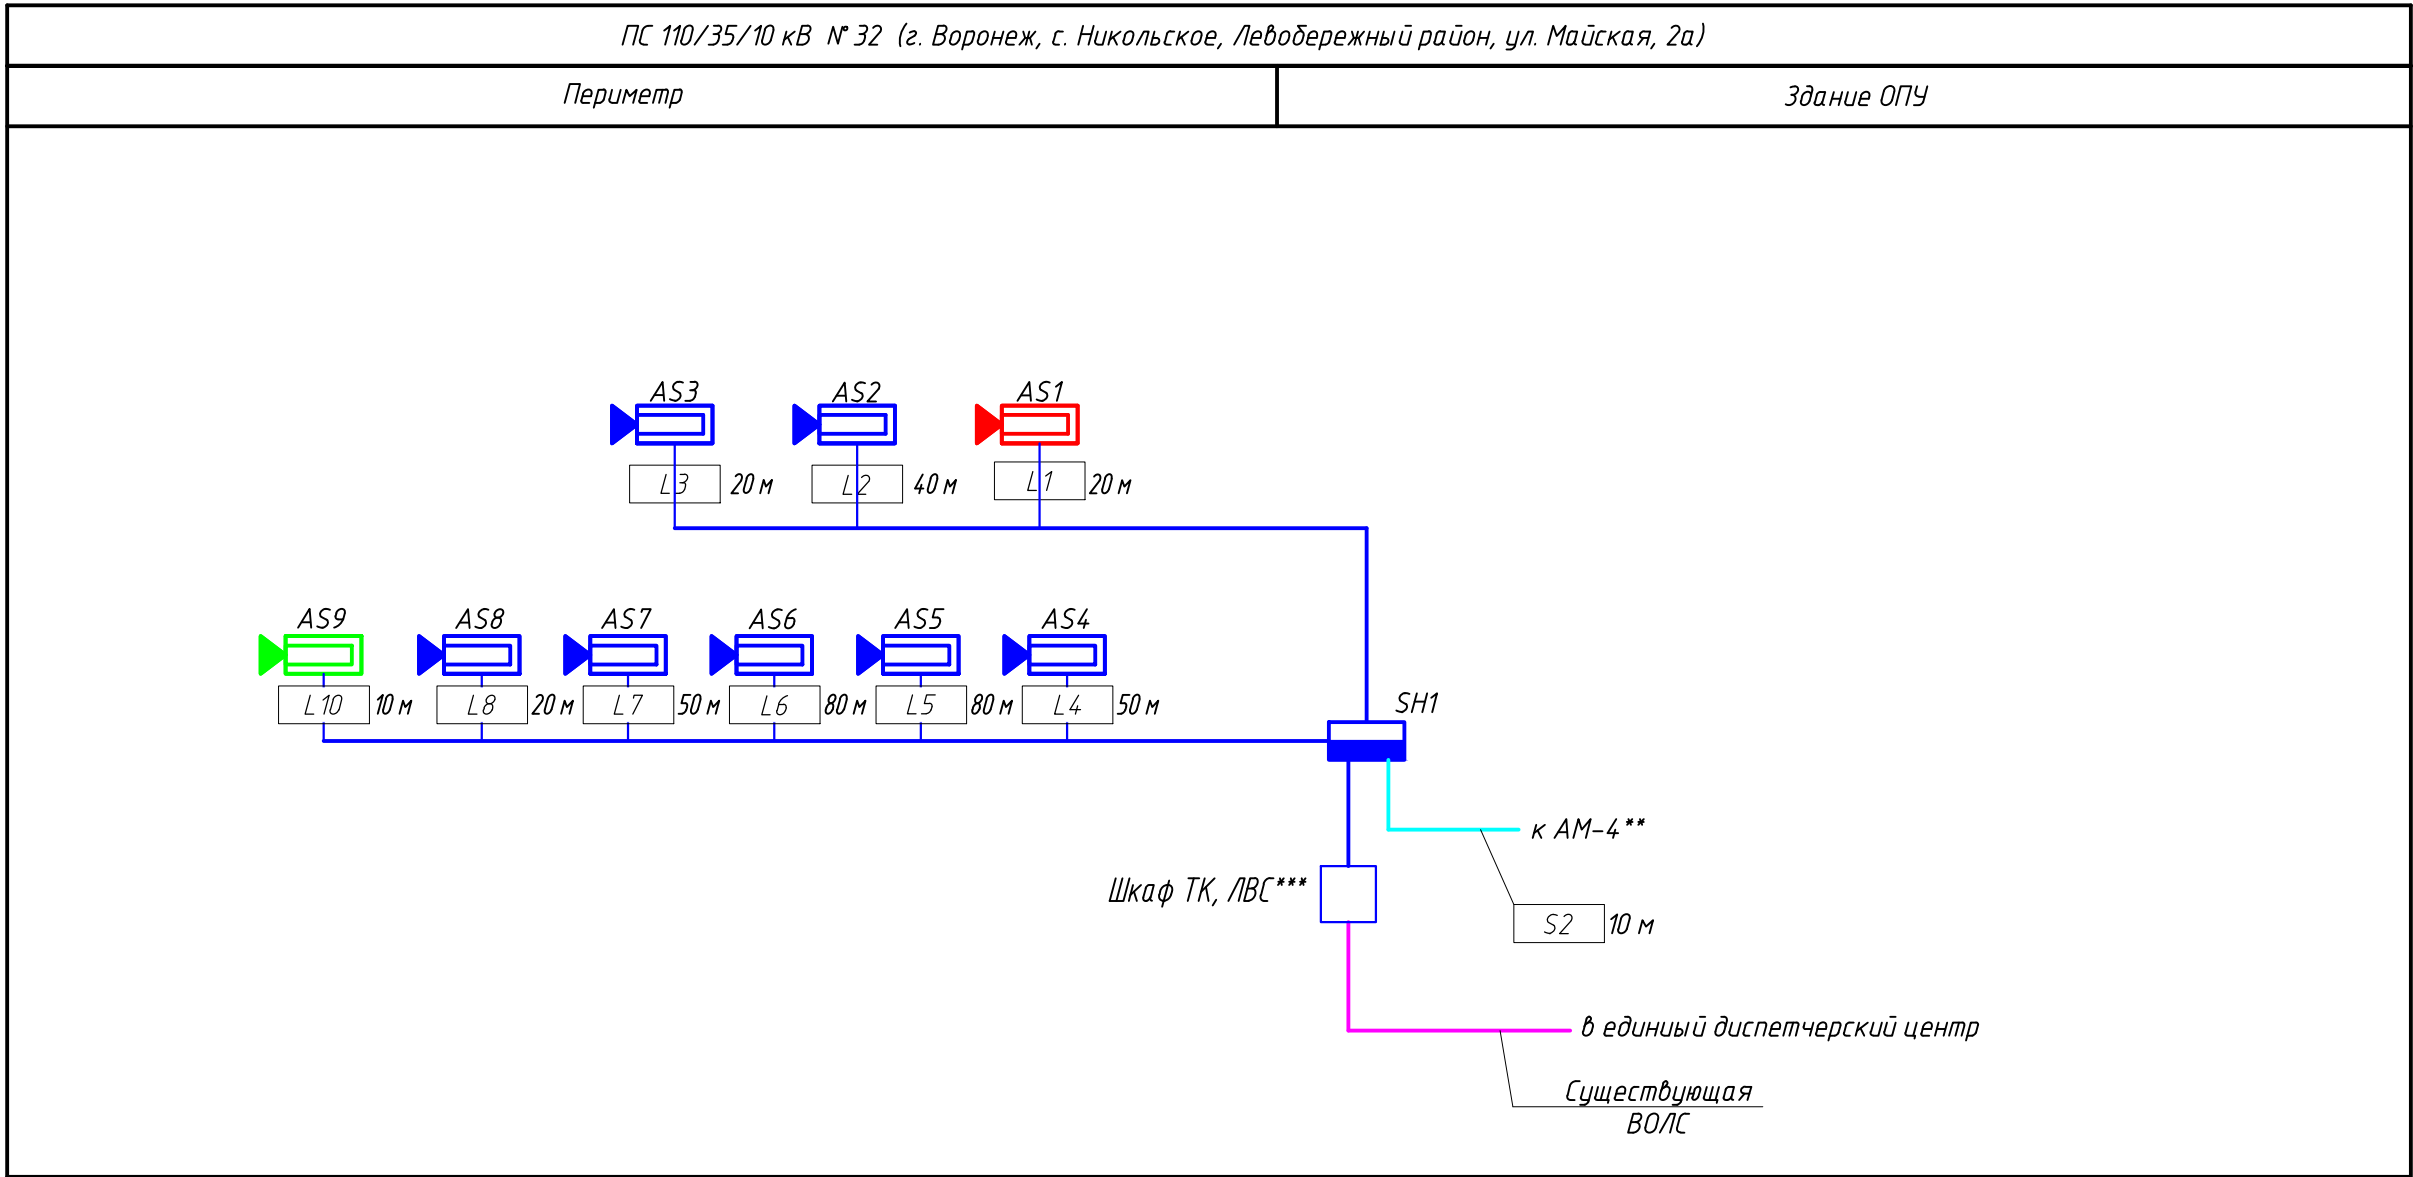 ПС 110/35/10 кВ № 32 (г. Воронеж, с. Никольское, Левобережный район, ул. Майская, 2а)
Периметр
Здание ОПУ
AS3
AS2
AS1
L3
20 м
L2
40 м
L1
20 м
AS9
AS8
AS7
AS6
AS5
AS4
L10
10 м
L8
20 м
L7
50 м
L6
80 м
L5
80 м
L4
50 м
SH1
к АМ-4**
Шкаф ТК, ЛВС***
S2
10 м
в единиый диспетчерский центр
Существующая
ВОЛС